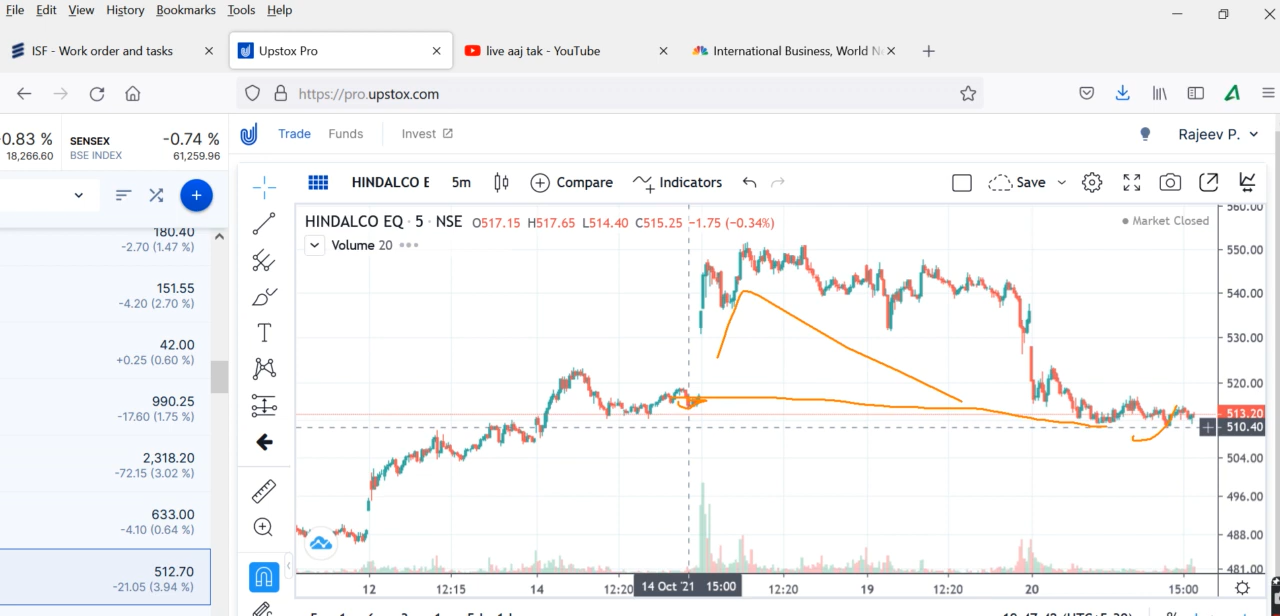 File Edit View History Bookmarks Tools Help
ISF - Work order and tasks
Upstox Pro
live aaj tak - YouTube
International Business, World N
https://pro.upstox.com
0.83 %
18,266.60
SENSEX -0.74 %
BSE INDEX 61,259.96
Trade Funds Invest
Rajeev P.
HINDALCO E 5m Compare Indicators Save
HINDALCO EQ · 5 · NSE O517.15 H517.65 L514.40 C515.25 -1.75 (-0.34%)
Market Closed
Volume 20
180.40
-2.70 (1.47 %)
151.55
-4.20 (2.70 %)
42.00
+0.25 (0.60 %)
990.25
-17.60 (1.75 %)
2,318.20
-72.15 (3.02 %)
633.00
-4.10 (0.64 %)
512.70
-21.05 (3.94 %)
560.00
550.00
540.00
530.00
520.00
513.20
510.40
504.00
496.00
488.00
481.00
12 12:15 14 12:20 14 Oct '21 15:00 12:20 19 12:20 20 15:00